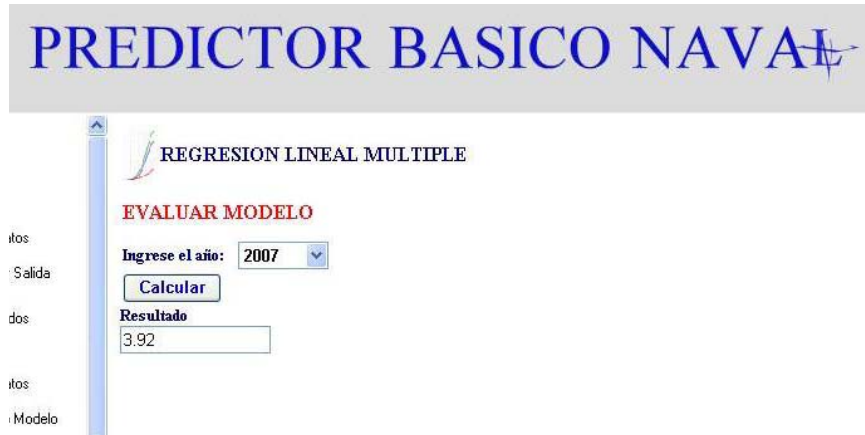 PREDICTOR BASICO NAVAL
REGRESION LINEAL MULTIPLE
EVALUAR MODELO
Ingrese el año: 2007
Calcular
Resultado
3.92
Salida
Modelo